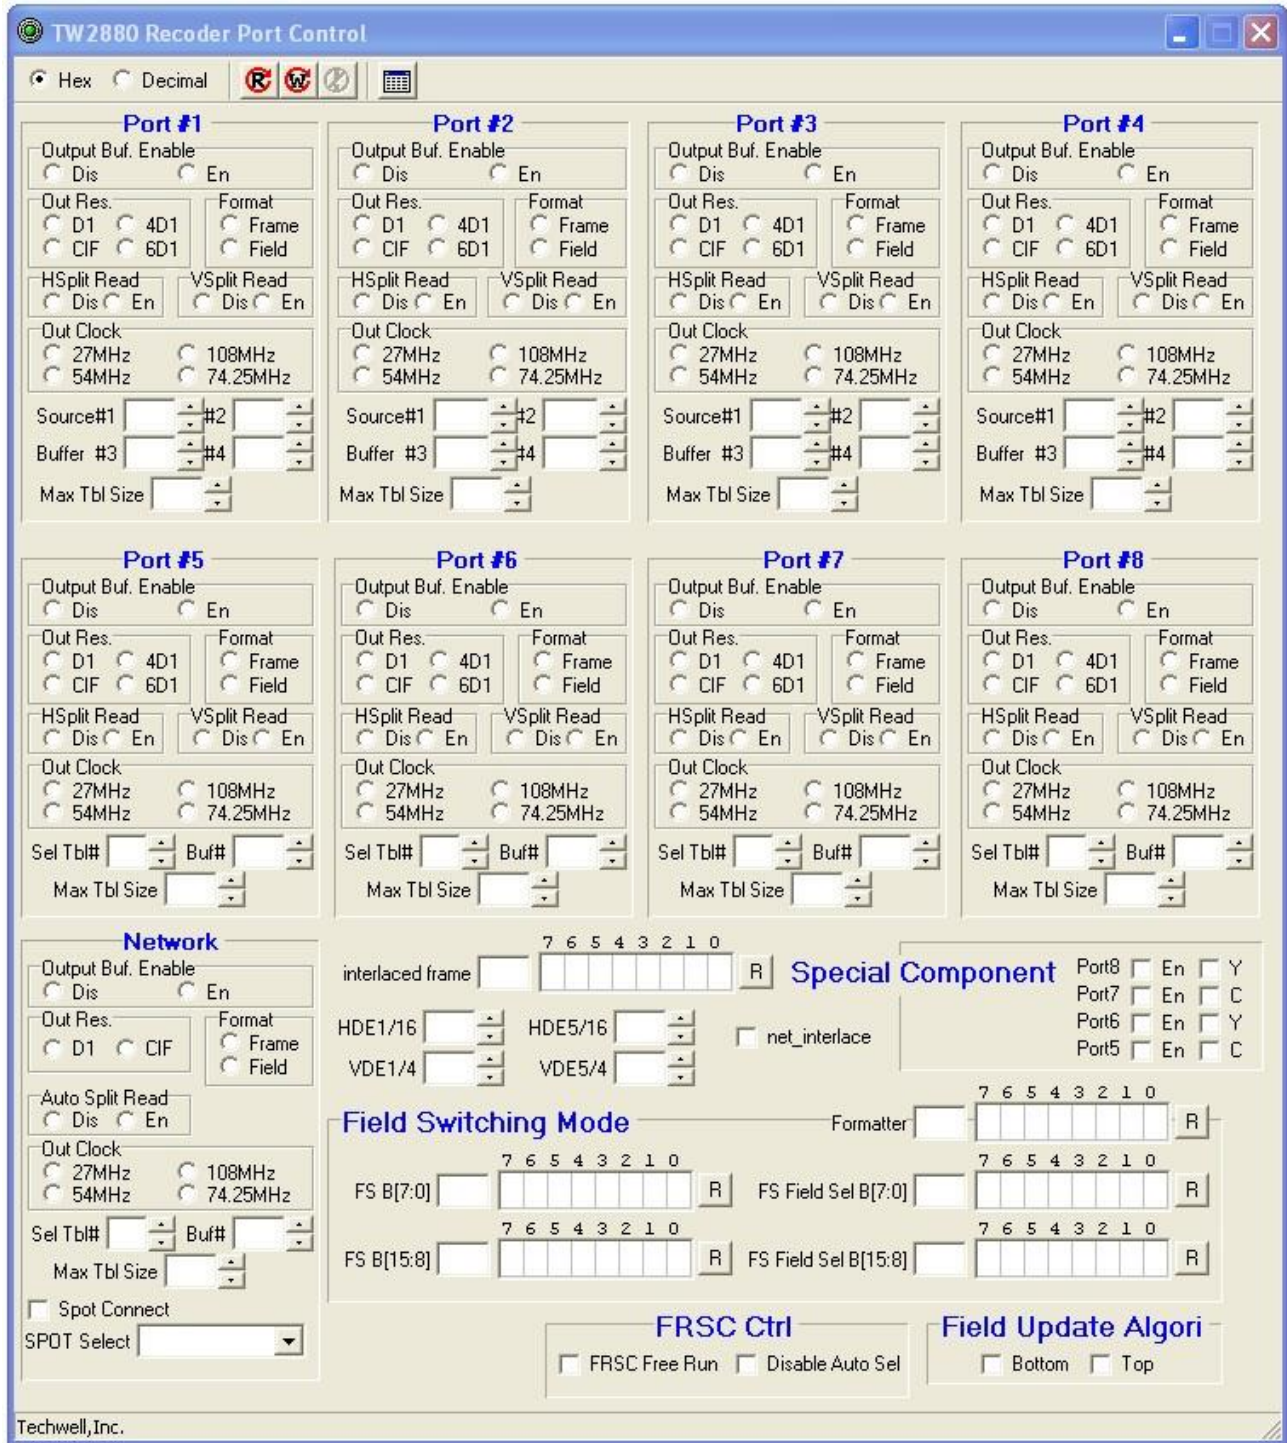 TW2880 Recoder Port Control
Hex Decimal R W
Port #1 Port #2 Port #3 Port #4
Output Buf. Enable Output Buf. Enable Output Buf. Enable Output Buf. Enable
Dis En Dis En Dis En Dis En
Out Res. Format Out Res. Format Out Res. Format Out Res. Format
D1 4D1 Frame D1 4D1 Frame D1 4D1 Frame D1 4D1 Frame
CIF 6D1 Field CIF 6D1 Field CIF 6D1 Field CIF 6D1 Field
HSplit Read VSplit Read HSplit Read VSplit Read HSplit Read VSplit Read HSplit Read VSplit Read
Dis En Dis En Dis En Dis En Dis En Dis En Dis En Dis En
Out Clock Out Clock Out Clock Out Clock
27MHz 108MHz 27MHz 108MHz 27MHz 108MHz 27MHz 108MHz
54MHz 74.25MHz 54MHz 74.25MHz 54MHz 74.25MHz 54MHz 74.25MHz
Source#1 #2 Source#1 #2 Source#1 #2 Source#1 #2
Buffer #3 #4 Buffer #3 #4 Buffer #3 #4 Buffer #3 #4
Max Tbl Size Max Tbl Size Max Tbl Size Max Tbl Size
Port #5 Port #6 Port #7 Port #8
Output Buf. Enable Output Buf. Enable Output Buf. Enable Output Buf. Enable
Dis En Dis En Dis En Dis En
Out Res. Format Out Res. Format Out Res. Format Out Res. Format
D1 4D1 Frame D1 4D1 Frame D1 4D1 Frame D1 4D1 Frame
CIF 6D1 Field CIF 6D1 Field CIF 6D1 Field CIF 6D1 Field
HSplit Read VSplit Read HSplit Read VSplit Read HSplit Read VSplit Read HSplit Read VSplit Read
Dis En Dis En Dis En Dis En Dis En Dis En Dis En Dis En
Out Clock Out Clock Out Clock Out Clock
27MHz 108MHz 27MHz 108MHz 27MHz 108MHz 27MHz 108MHz
54MHz 74.25MHz 54MHz 74.25MHz 54MHz 74.25MHz 54MHz 74.25MHz
Sel Tbl# Buf# Sel Tbl# Buf# Sel Tbl# Buf# Sel Tbl# Buf#
Max Tbl Size Max Tbl Size Max Tbl Size Max Tbl Size
Network
Output Buf. Enable
Dis En
Out Res. Format
D1 CIF Frame
Field
Auto Split Read
Dis En
Out Clock
27MHz 108MHz
54MHz 74.25MHz
Sel Tbl# Buf#
Max Tbl Size
Spot Connect
SPOT Select
7 6 5 4 3 2 1 0
interlaced frame R
HDE1/16 HDE5/16 net_interlace
VDE1/4 VDE5/4
Special Component
Port8 En Y
Port7 En C
Port6 En Y
Port5 En C
Field Switching Mode
7 6 5 4 3 2 1 0
Formatter R
7 6 5 4 3 2 1 0 7 6 5 4 3 2 1 0
FS B[7:0] R FS Field Sel B[7:0] R
7 6 5 4 3 2 1 0 7 6 5 4 3 2 1 0
FS B[15:8] R FS Field Sel B[15:8] R
FRSC Ctrl
FRSC Free Run Disable Auto Sel
Field Update Algori
Bottom Top
Techwell,Inc.